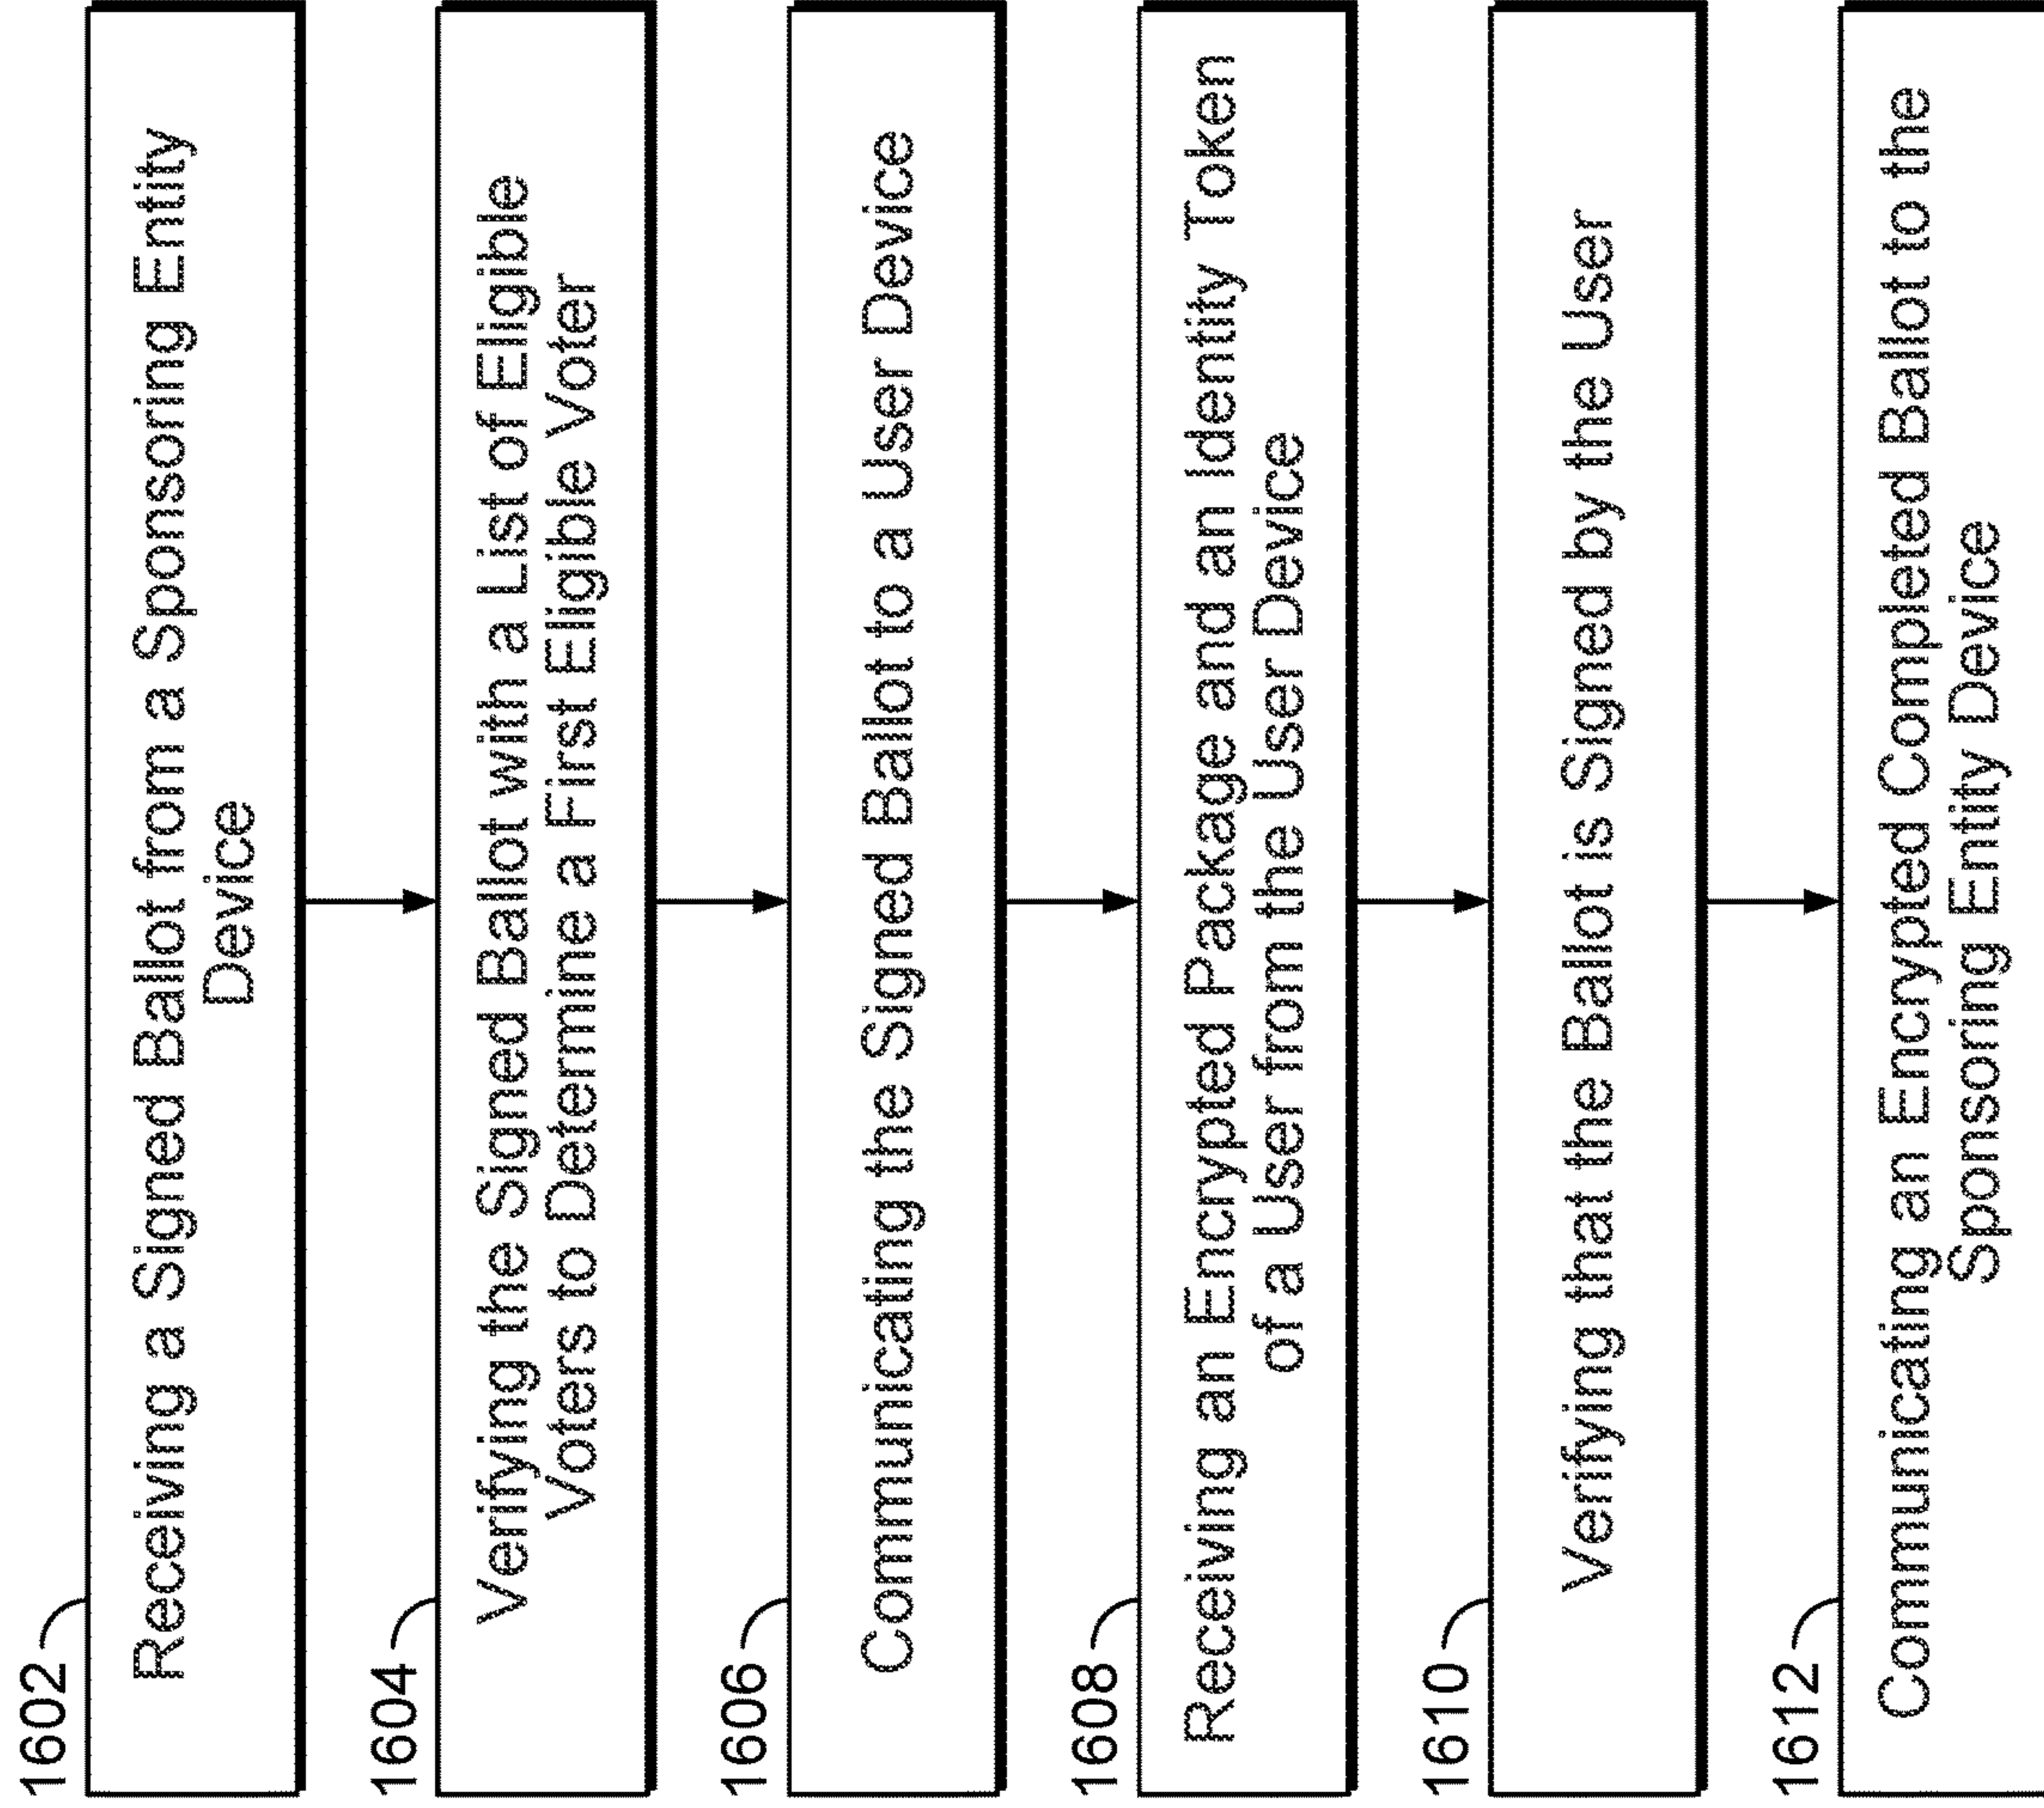 1602
Receiving a Signed Ballot from a Sponsoring Entity
Device
1604
Verifying the Signed Ballot with a List of Eligible
Voters to Determine a First Eligible Voter
1606
Communicating the Signed Ballot to a User Device
1608
Receiving an Encrypted Package and an Identity Token
of a User from the User Device
1610
Verifying that the Ballot is Signed by the User
1612
Communicating an Encrypted Completed Ballot to the
Sponsoring Entity Device